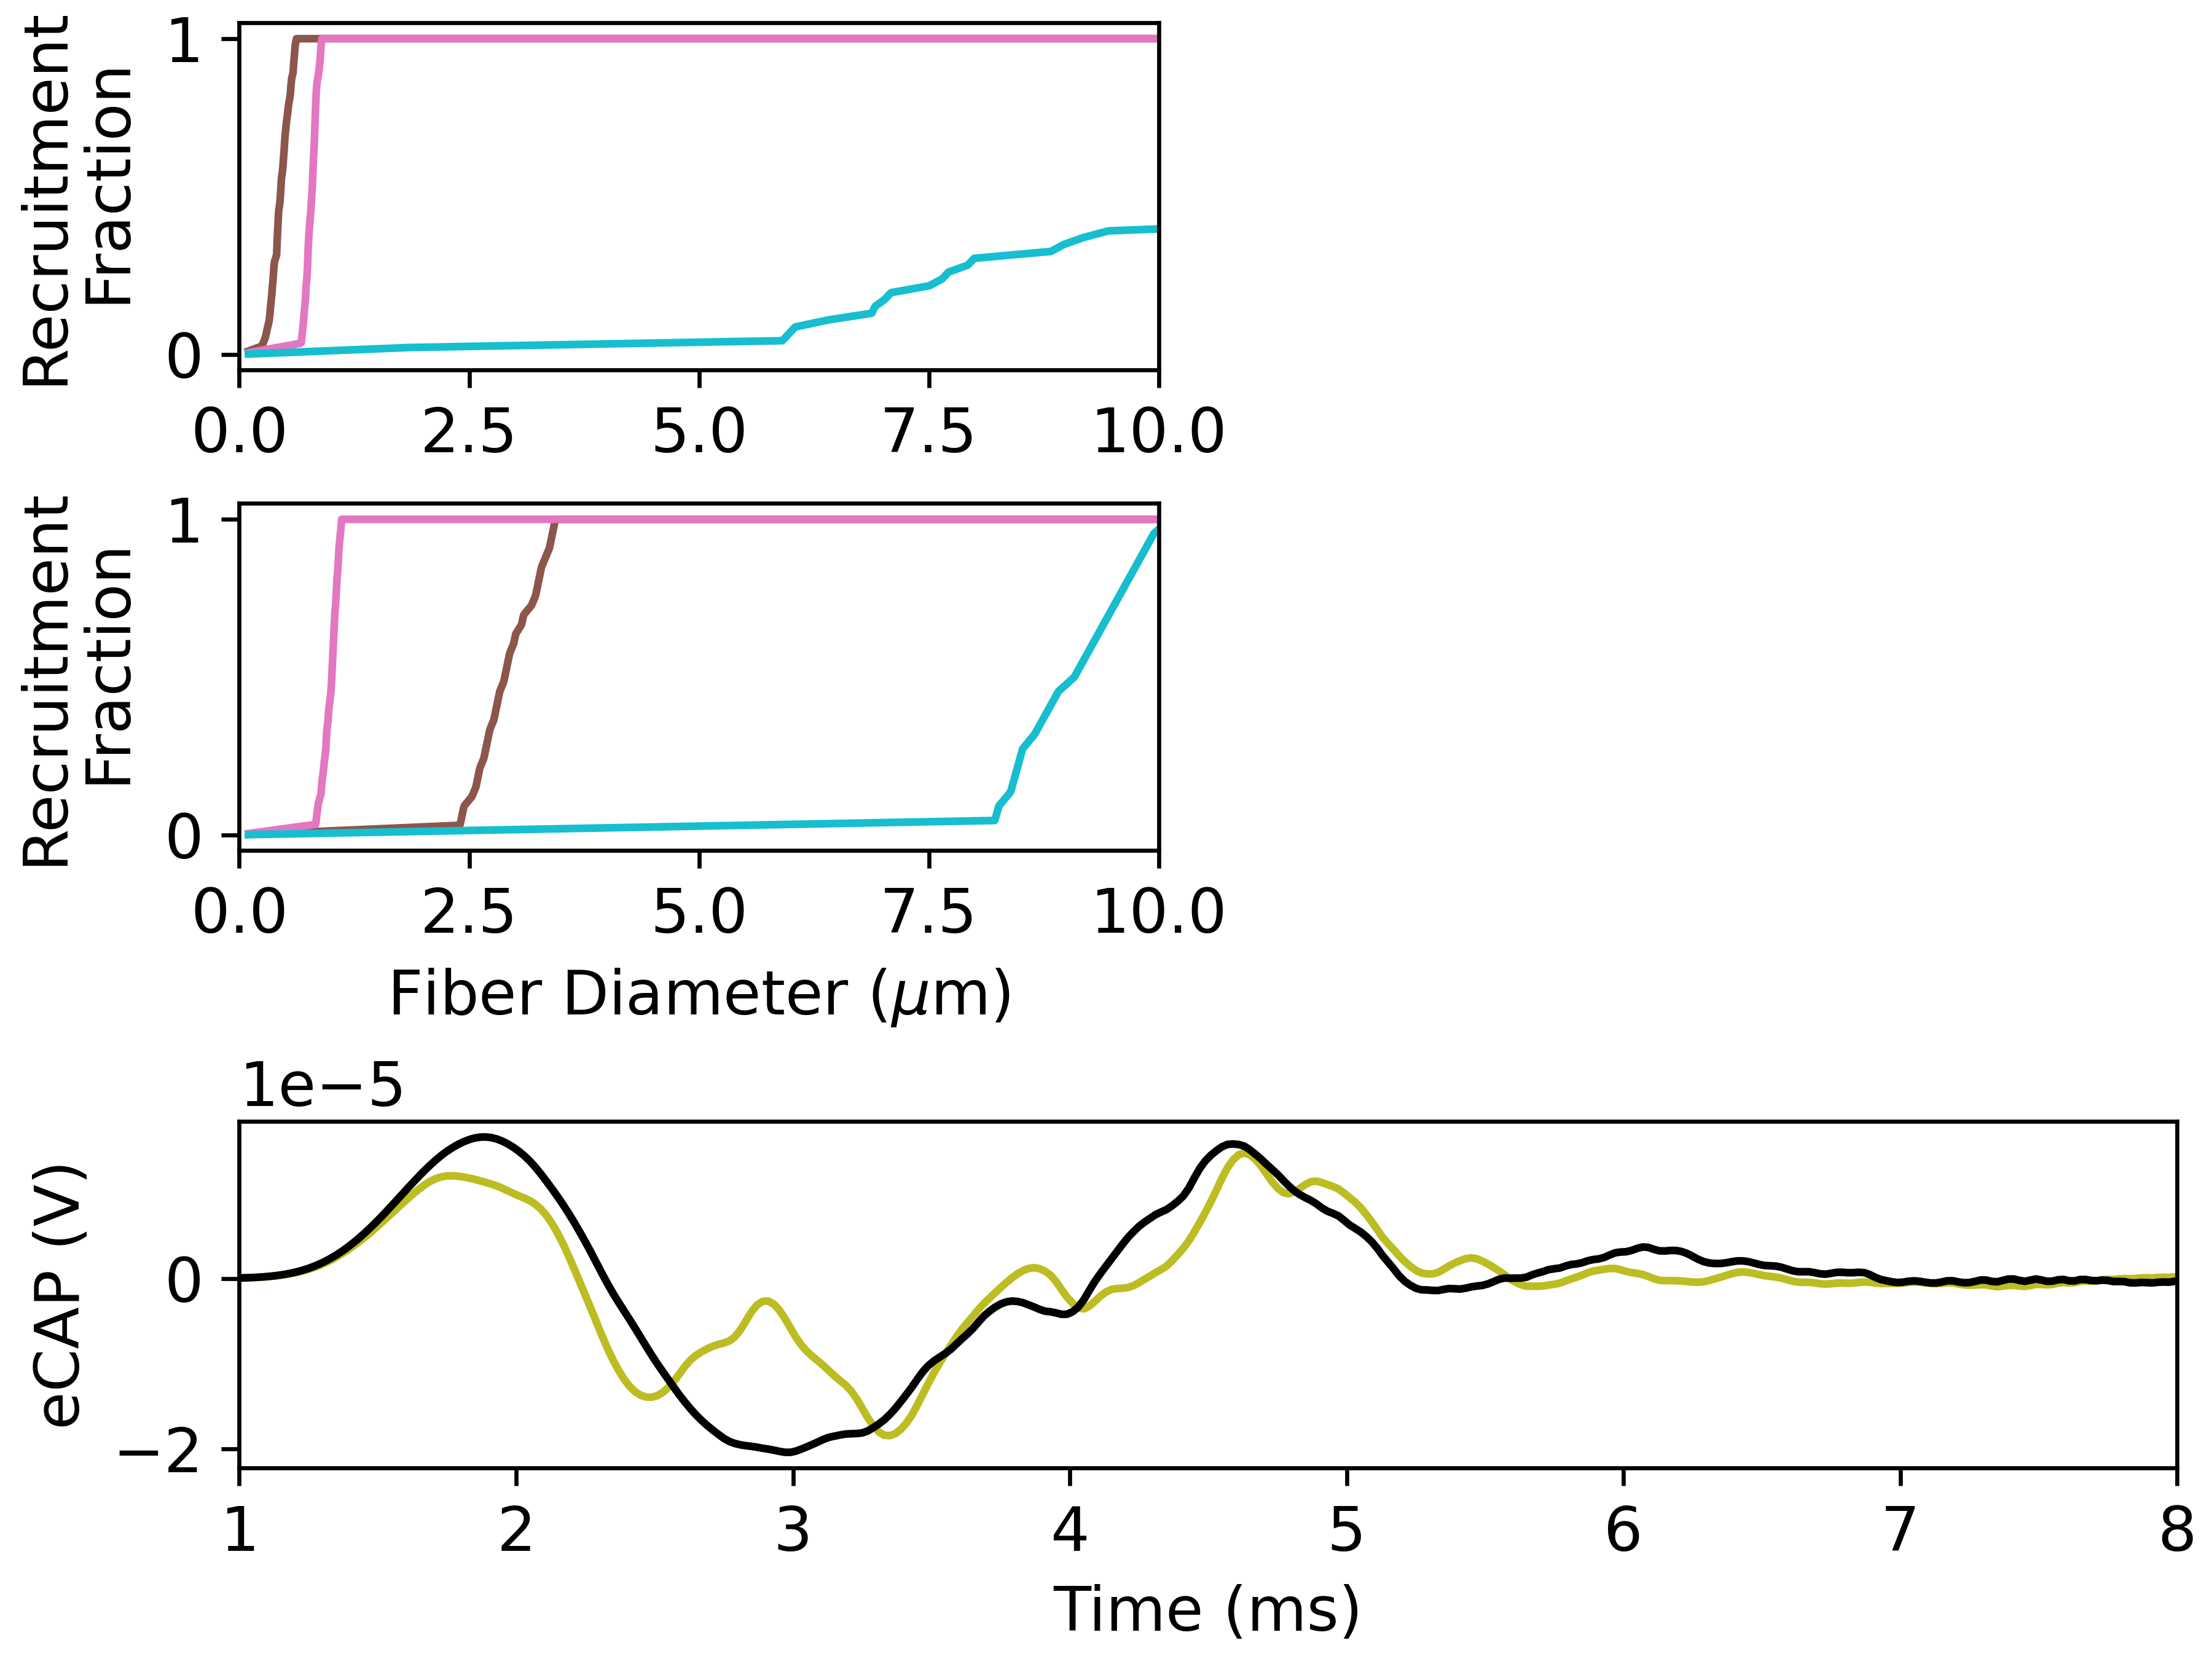 Recruitment
Fraction
1
0
0.0 2.5 5.0 7.5 10.0
Recruitment
Fraction
1
0
0.0 2.5 5.0 7.5 10.0
Fiber Diameter (μm)
1e−5
eCAP (V)
0
−2
1 2 3 4 5 6 7 8
Time (ms)